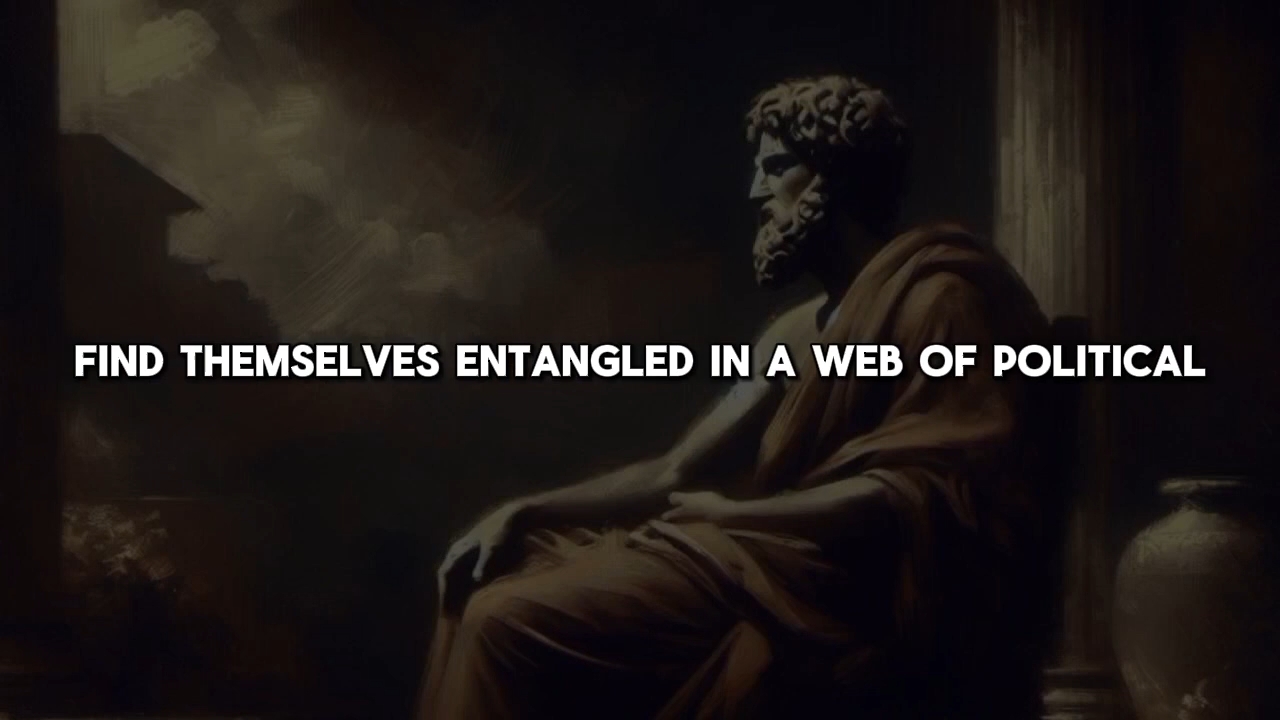 FIND THEMSELVES ENTANGLED IN A WEB OF POLITICAL